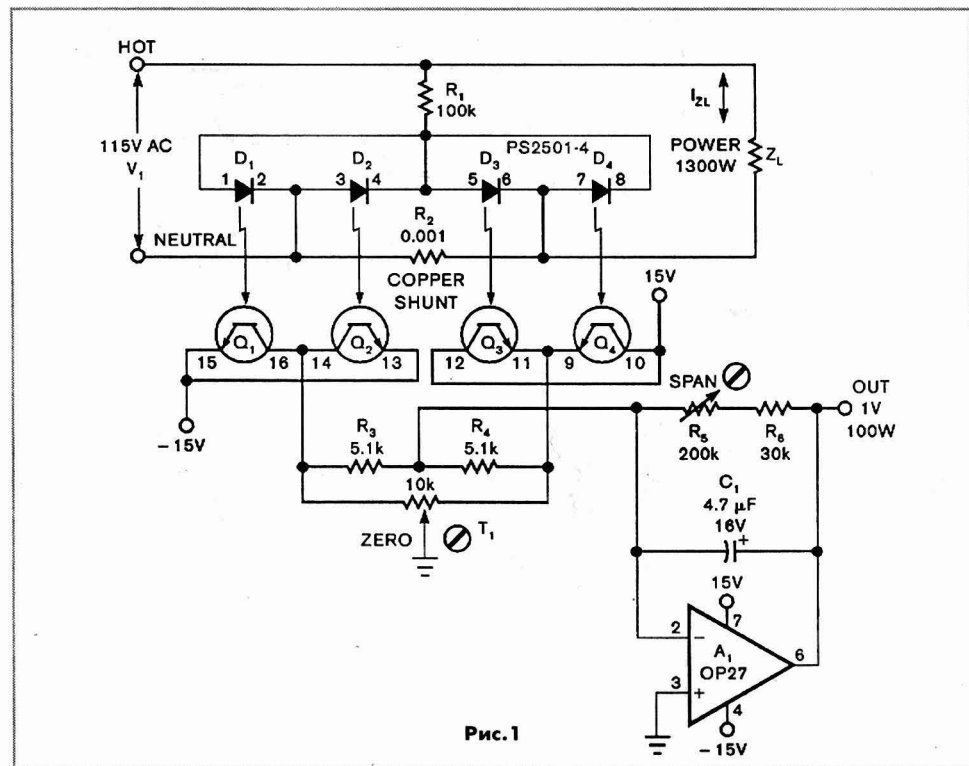 HOT
R1
100k
IZL
115V AC
V1
POWER
1300W
ZL
PS2501-4
D1
D2
D3
D4
1
2
3
4
5
6
7
8
NEUTRAL
R2
0.001
COPPER
SHUNT
15V
Q1
Q2
Q3
Q4
15
16
14
13
12
11
9
10
-15V
SPAN
OUT
1V
100W
R3
5.1k
R4
5.1k
R5
200k
R6
30k
10k
ZERO
T1
C1
4.7 µF
16V
+
15V
7
2
-
A1
OP27
6
3
+
4
-15V
Рис.1